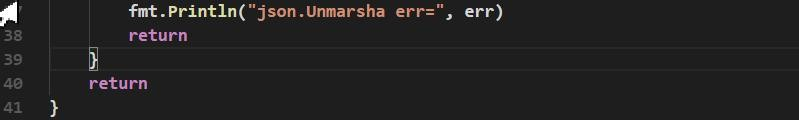 fmt.Println("json.Unmarsha err=", err)
38 return
39 }
40 return
41 }